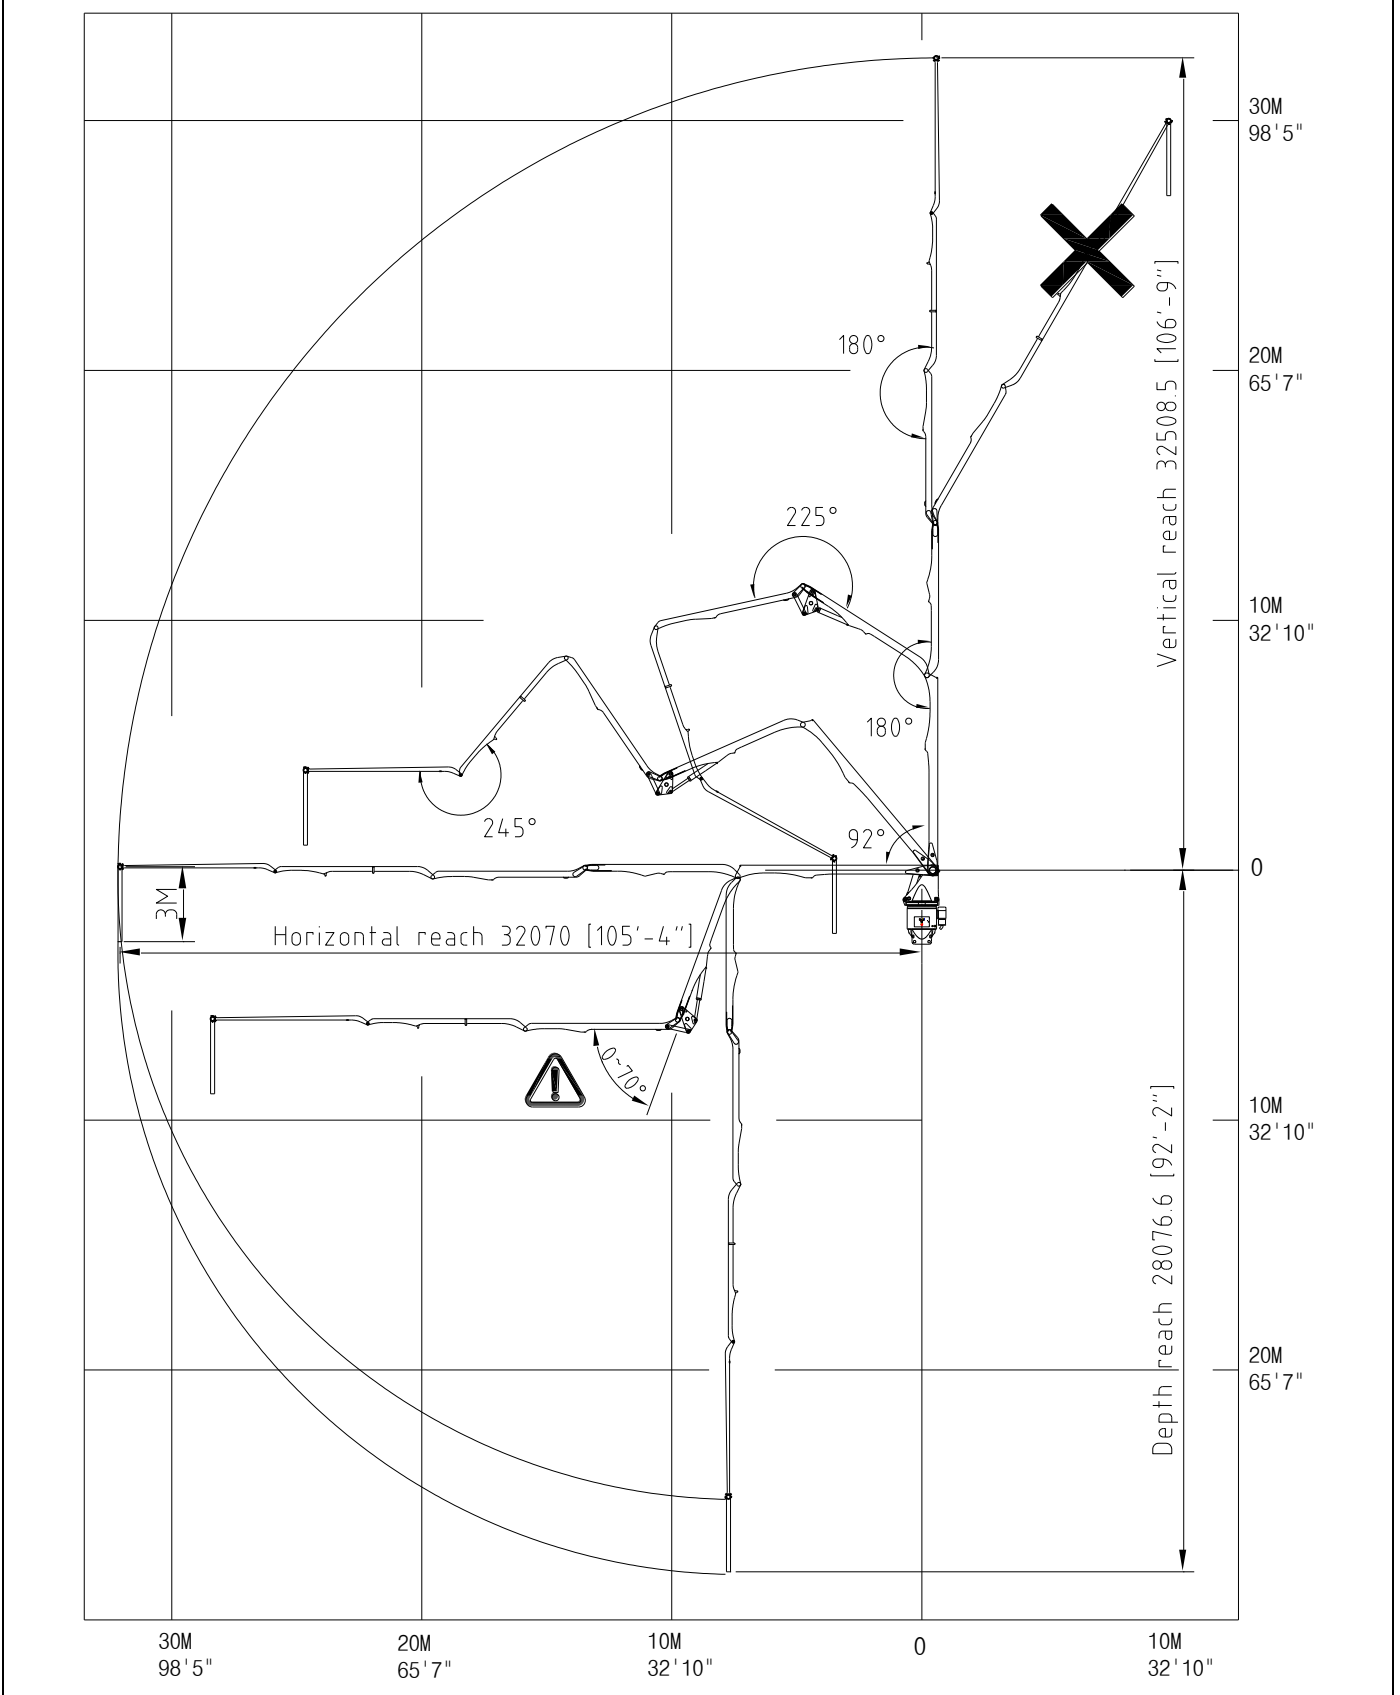 30M
98'5"
180°
20M
65'7"
Vertical reach 32508.5 [106'-9"]
225°
10M
32'10"
180°
245°
92°
0
3M
Horizontal reach 32070 [105'-4"]
0~70°
10M
32'10"
Depth reach 28076.6 [92'-2"]
20M
65'7"
30M
98'5"
20M
65'7"
10M
32'10"
0
10M
32'10"